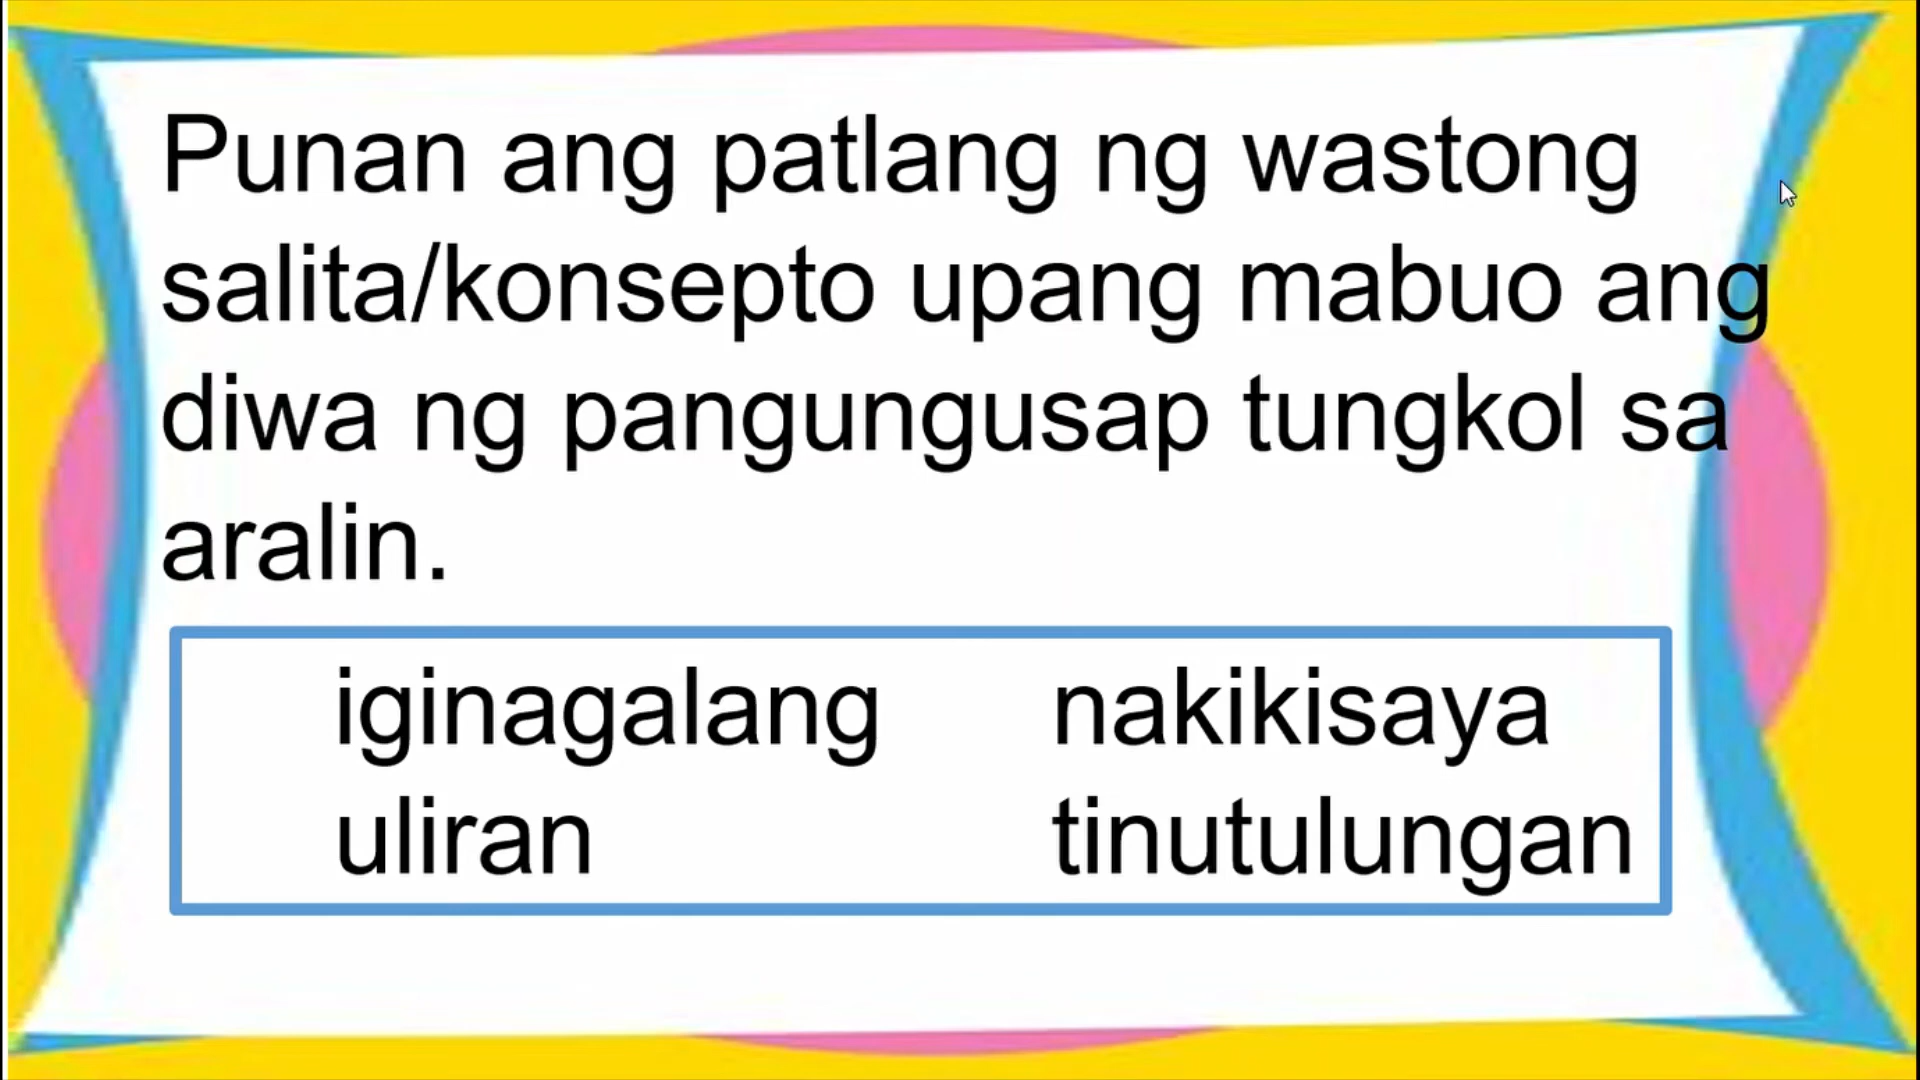 Punan ang patlang ng wastong
salita/konsepto upang mabuo ang
diwa ng pangungusap tungkol sa
aralin.
iginagalang nakikisaya
uliran tinutulungan